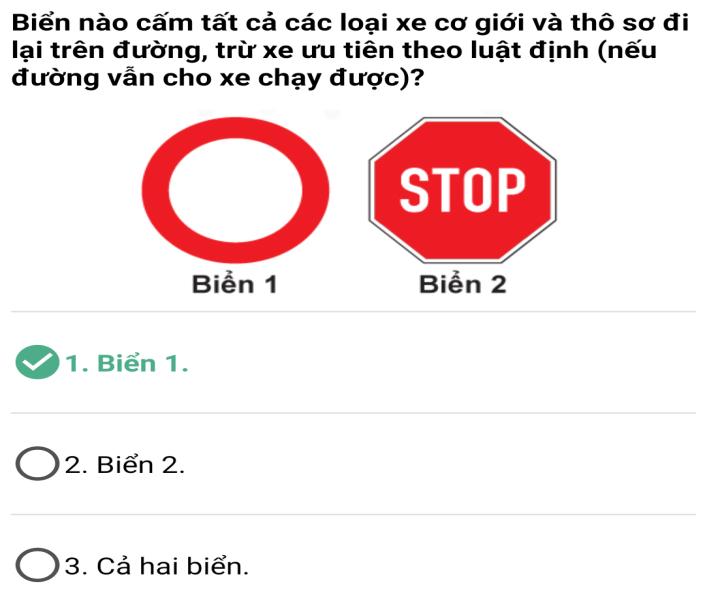 Biển nào cấm tất cả các loại xe cơ giới và thô sơ đi
lại trên đường, trừ xe ưu tiên theo luật định (nếu
đường vẫn cho xe chạy được)?
STOP
Biển 1
Biển 2
1. Biển 1.
2. Biển 2.
3. Cả hai biển.